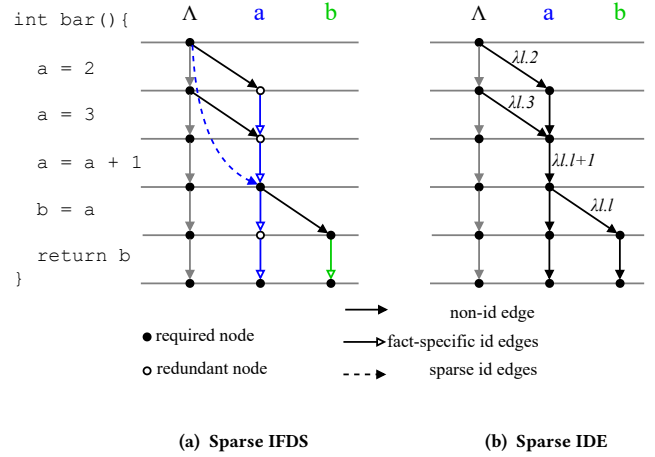 int bar(){ Λ a b Λ a b
a = 2 λl.2
a = 3 λl.3
a = a + 1 λl.l+1
b = a λl.l
return b
}
non-id edge
required node fact-specific id edges
redundant node sparse id edges
(a) Sparse IFDS (b) Sparse IDE